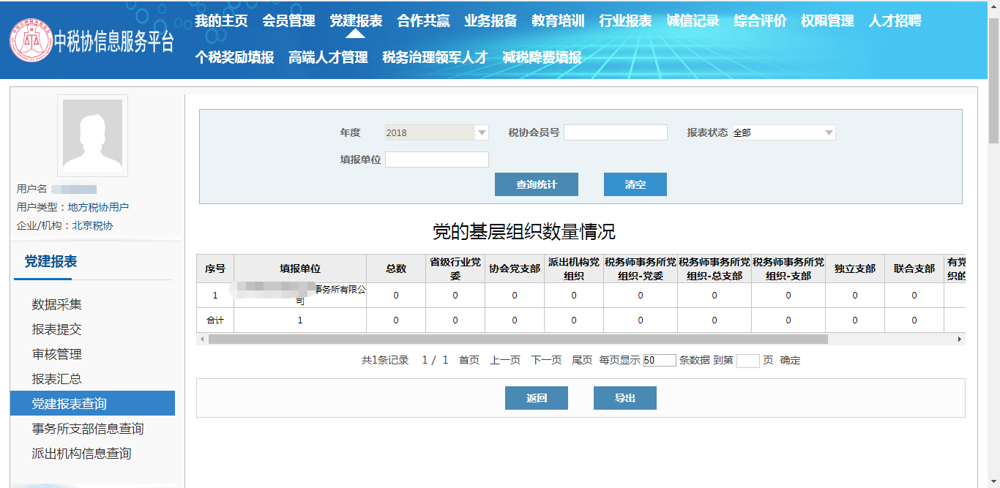 中税协信息服务平台
我的主页 会员管理 党建报表 合作共赢 业务报备 教育培训 行业报表 诚信记录 综合评价 权限管理 人才招聘
个税奖励填报 高端人才管理 税务治理领军人才 减税降费填报
用户名：
用户类型：地方税协用户
企业/机构：北京税协
党建报表
数据采集
报表提交
审核管理
报表汇总
党建报表查询
事务所支部信息查询
派出机构信息查询
年度 2018 税协会员号 报表状态 全部
填报单位
查询统计 清空
党的基层组织数量情况
序号 填报单位 总数 省级行业党委 协会党支部 派出机构党组织 税务师事务所党组织-党委 税务师事务所党组织-总支部 税务师事务所党组织-支部 独立支部 联合支部 有党 织的
1 事务所有限公司 0 0 0 0 0 0 0 0 0
合计 1 0 0 0 0 0 0 0 0 0
共1条记录 1 / 1 首页 上一页 下一页 尾页 每页显示 50 条数据 到第 页 确定
返回 导出